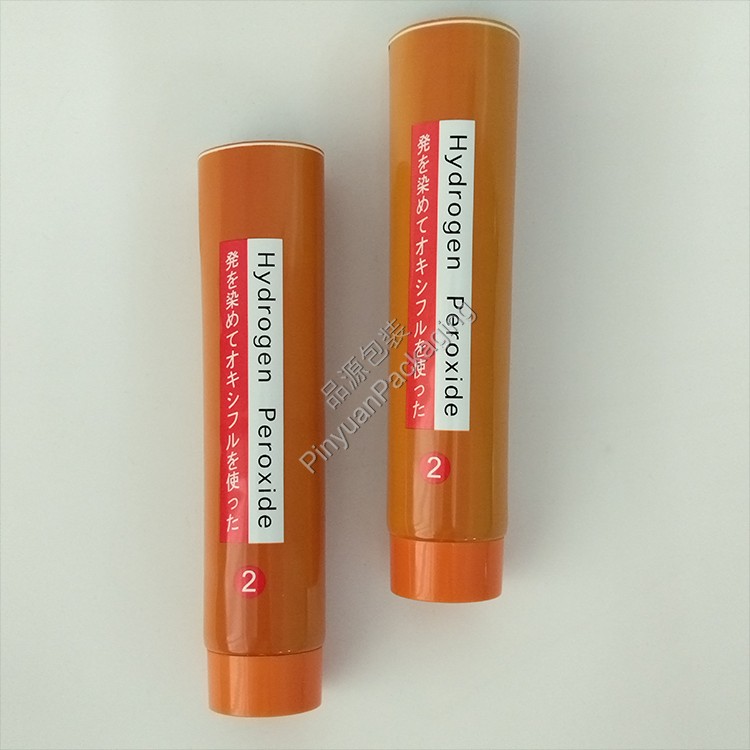 Hydrogen Peroxide
発を染めてオキシフルを使った
2
Hydrogen Peroxide
発を染めてオキシフルを使った
2
品源包装
PinyuanPackaging